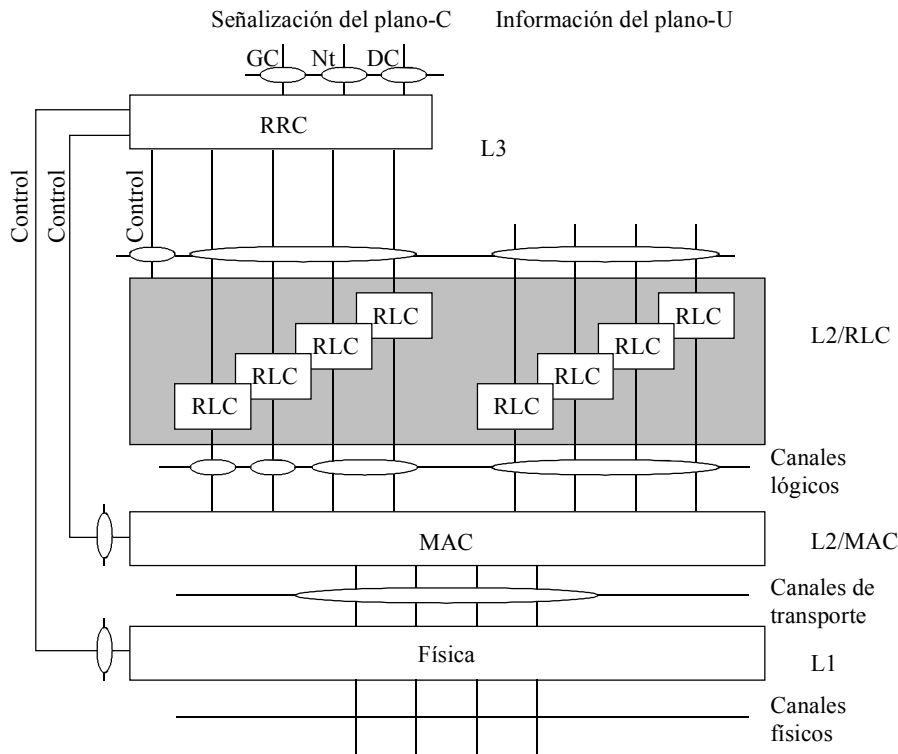 Señalización del plano-C
Información del plano-U
GC
Nt
DC
RRC
L3
Control
Control
Control
RLC
RLC
RLC
RLC
RLC
RLC
RLC
RLC
L2/RLC
Canales
lógicos
MAC
L2/MAC
Canales de
transporte
Física
L1
Canales
físicos